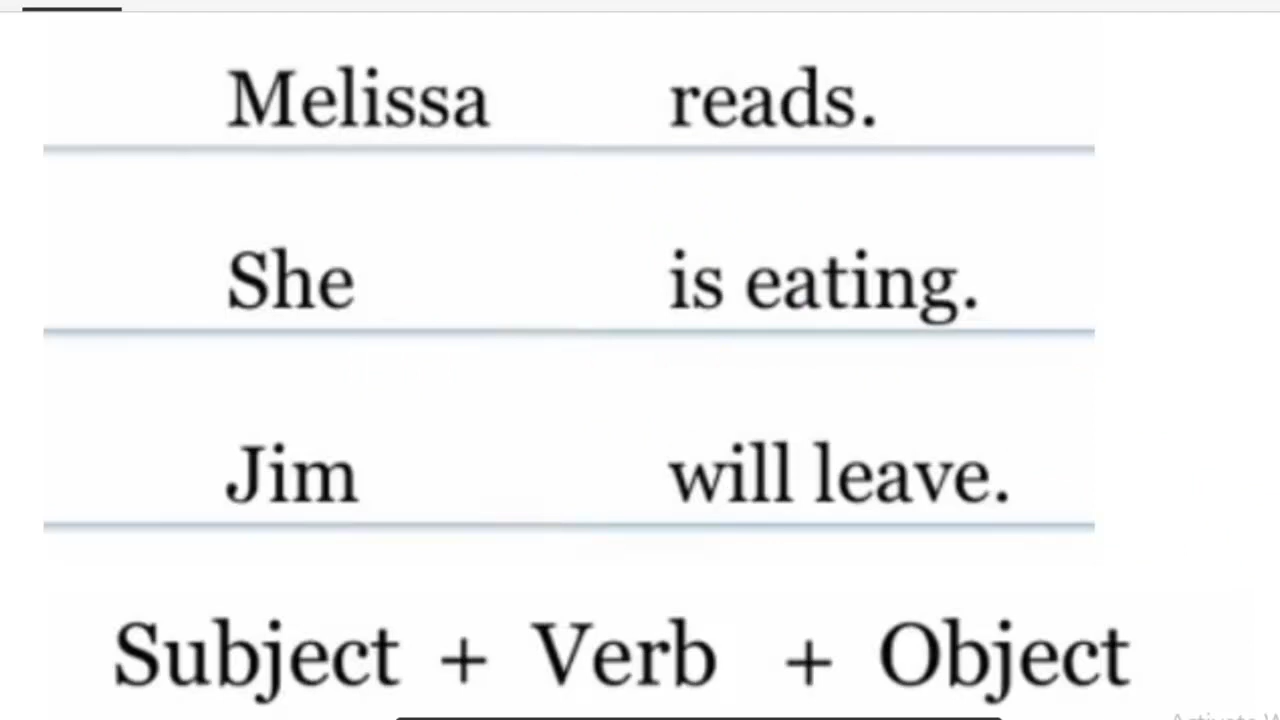 Melissa reads.
She is eating.
Jim will leave.
Subject + Verb + Object